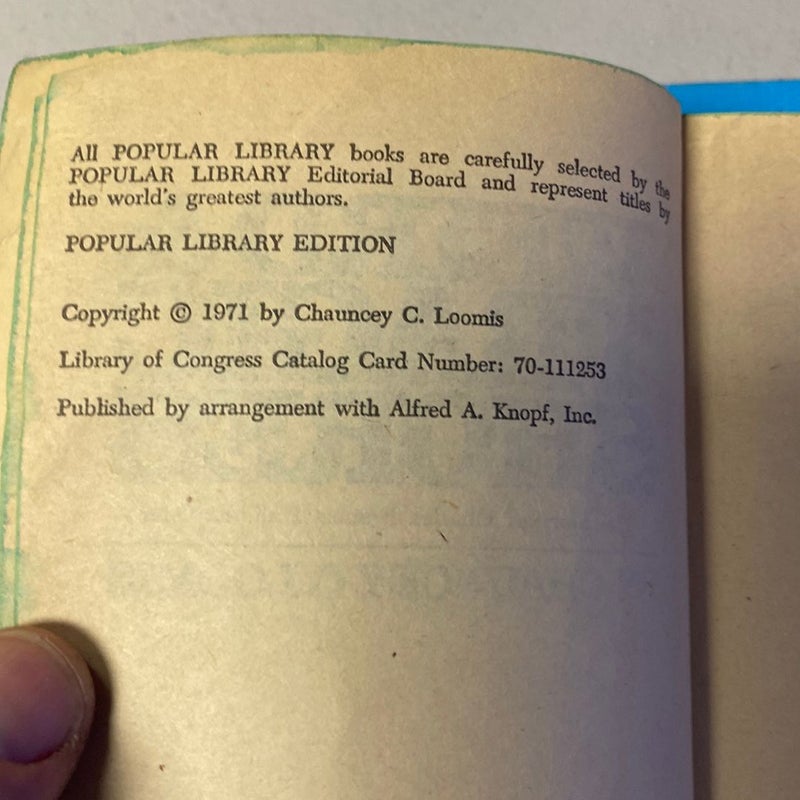 All POPULAR LIBRARY books are carefully selected by the
POPULAR LIBRARY Editorial Board and represent titles by
the world's greatest authors.
POPULAR LIBRARY EDITION
Copyright © 1971 by Chauncey C. Loomis
Library of Congress Catalog Card Number: 70-111253
Published by arrangement with Alfred A. Knopf, Inc.